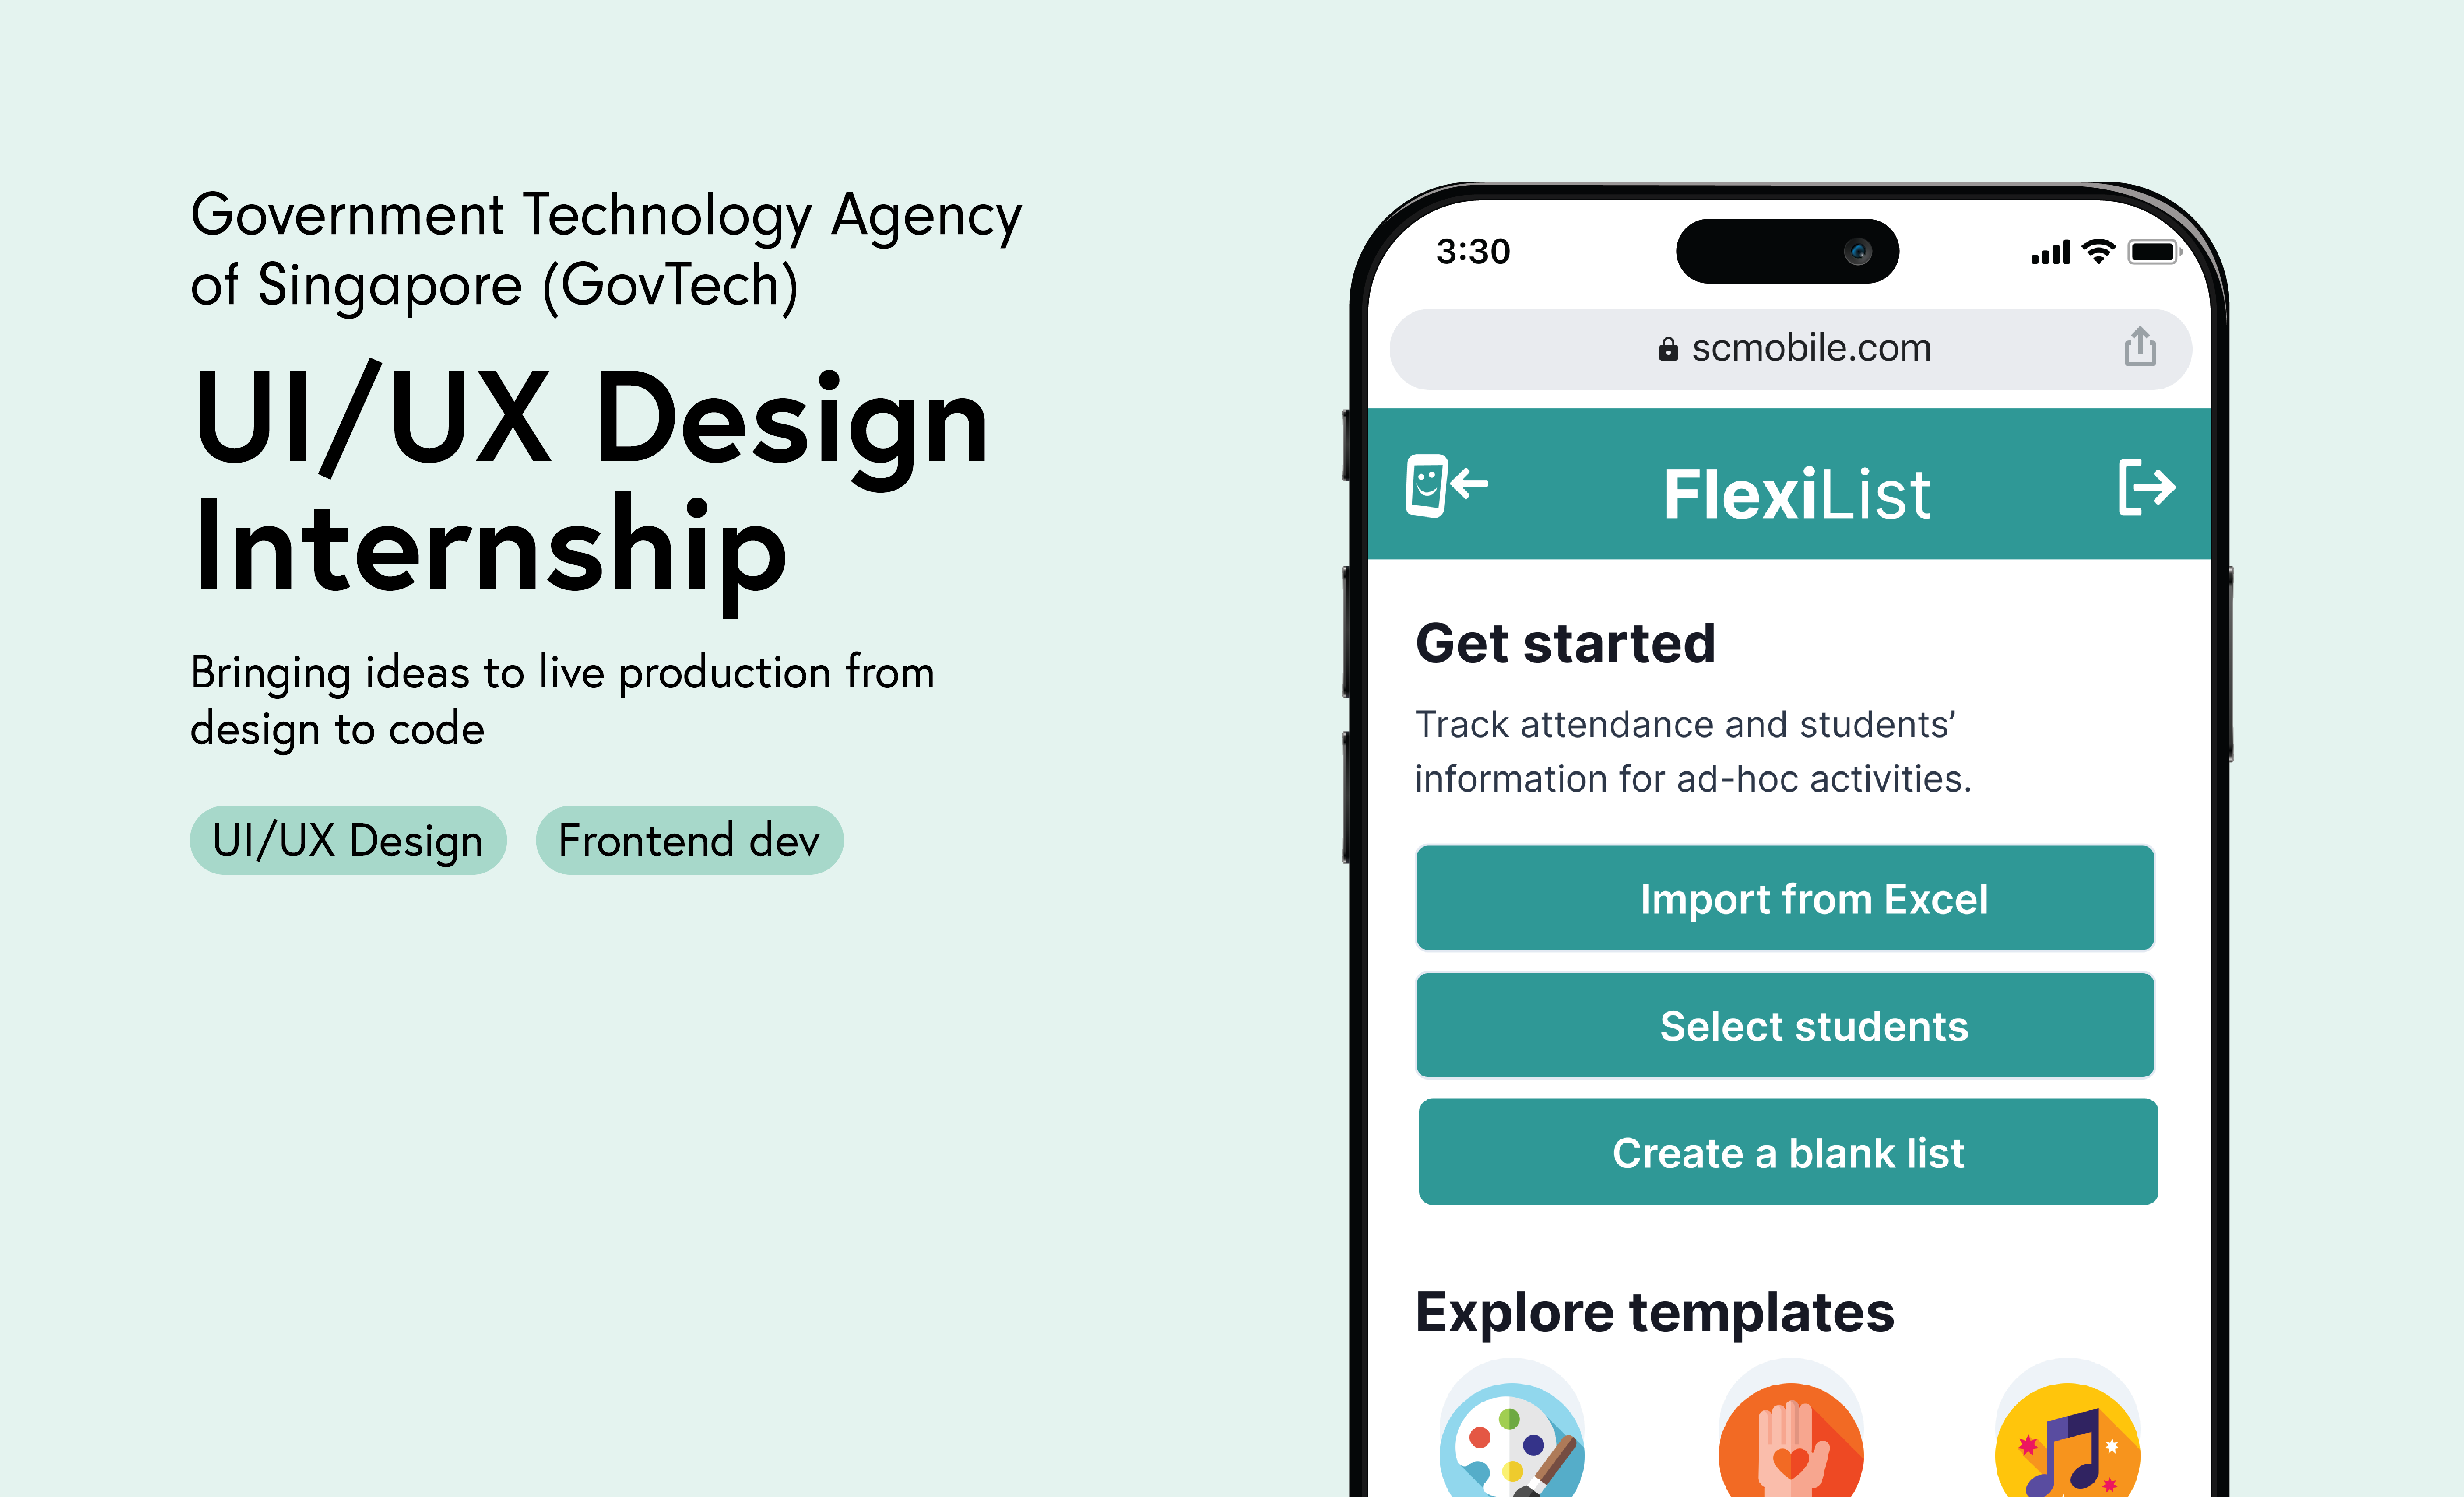 Government Technology Agency
of Singapore (GovTech)
UI/UX Design
Internship
Bringing ideas to live production from
design to code
UI/UX Design
Frontend dev
3:30
scmobile.com
FlexiList
Get started
Track attendance and students’
information for ad-hoc activities.
Import from Excel
Select students
Create a blank list
Explore templates